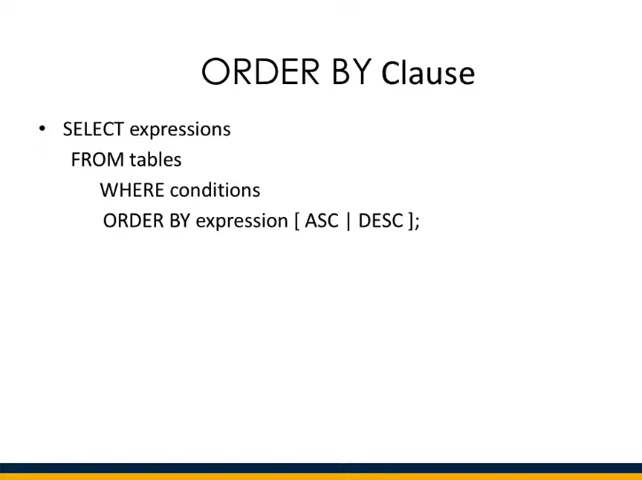 ORDER BY Clause
• SELECT expressions
FROM tables
WHERE conditions
ORDER BY expression [ ASC | DESC ];